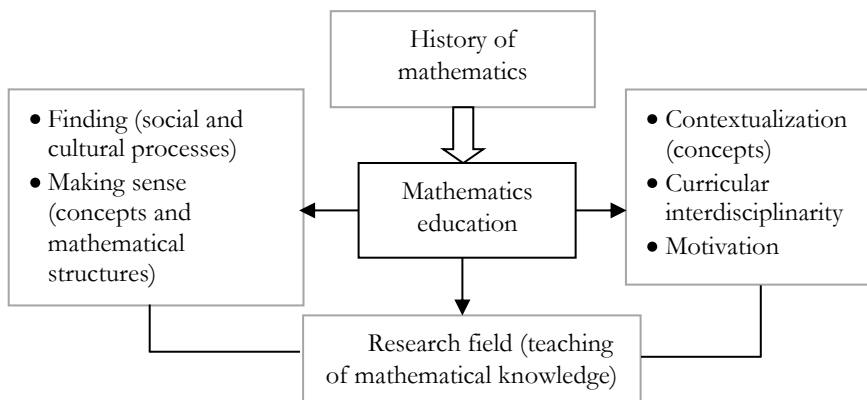 History of
mathematics
• Finding (social and
cultural processes)
• Making sense
(concepts and
mathematical
structures)
Mathematics
education
• Contextualization
(concepts)
• Curricular
interdisciplinarity
• Motivation
Research field (teaching
of mathematical knowledge)